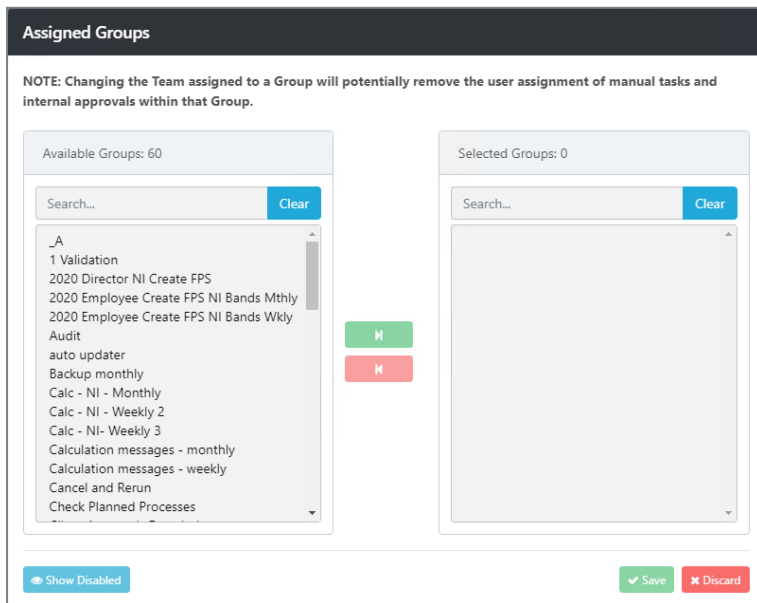 Assigned Groups
NOTE: Changing the Team assigned to a Group will potentially remove the user assignment of manual tasks and
internal approvals within that Group.
Available Groups: 60
Search...
Clear
_A
1 Validation
2020 Director NI Create FPS
2020 Employee Create FPS NI Bands Mthly
2020 Employee Create FPS NI Bands Wkly
Audit
auto updater
Backup monthly
Calc - NI - Monthly
Calc - NI - Weekly 2
Calc - NI- Weekly 3
Calculation messages - monthly
Calculation messages - weekly
Cancel and Rerun
Check Planned Processes
Selected Groups: 0
Search...
Clear
Show Disabled
Save
Discard